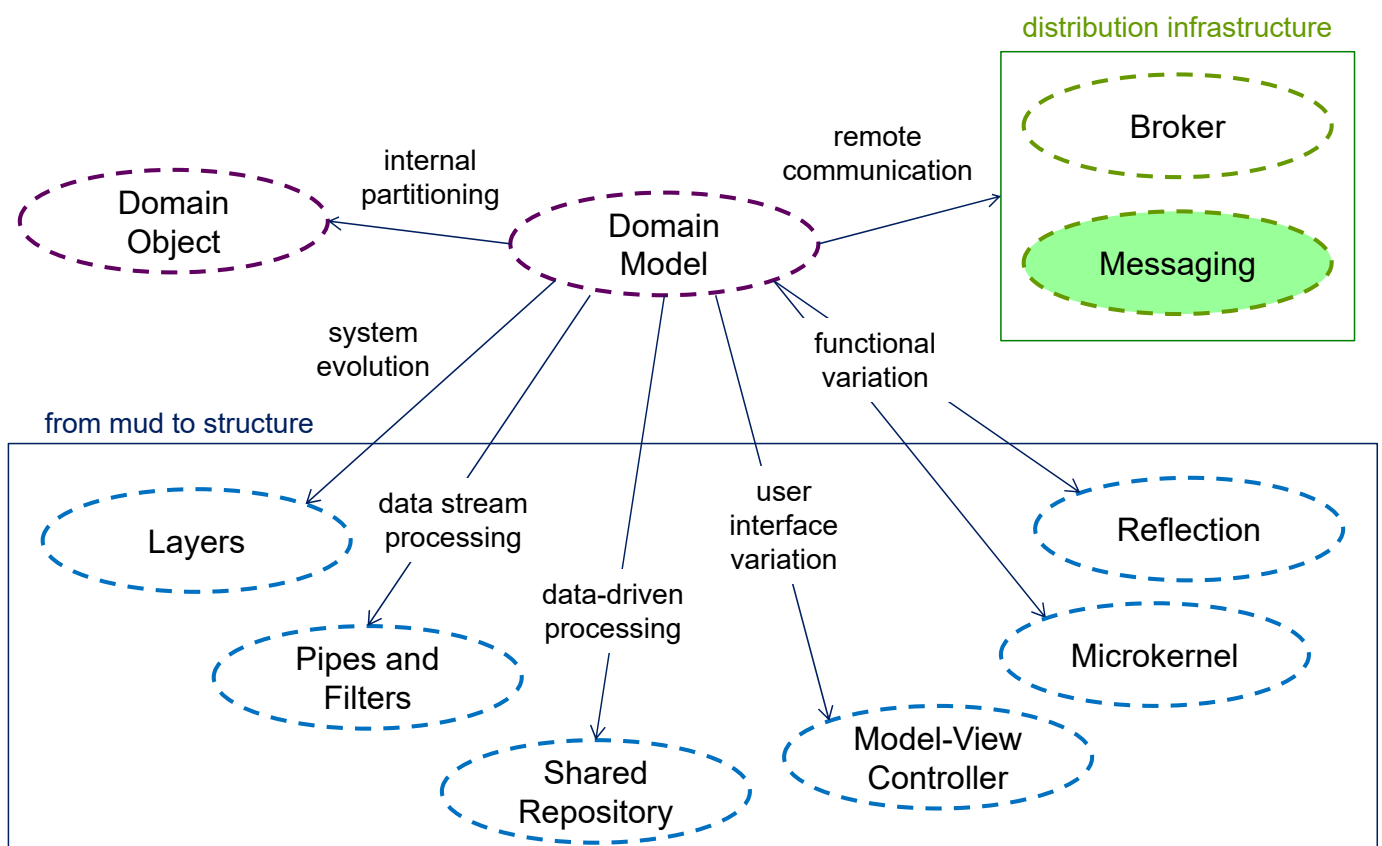 distribution infrastructure
Broker
remote
communication
internal
partitioning
Domain
Object
Domain
Model
Messaging
system
evolution
functional
variation
from mud to structure
data stream
processing
user
interface
variation
Reflection
Layers
data-driven
processing
Microkernel
Pipes and
Filters
Model-View
Controller
Shared
Repository